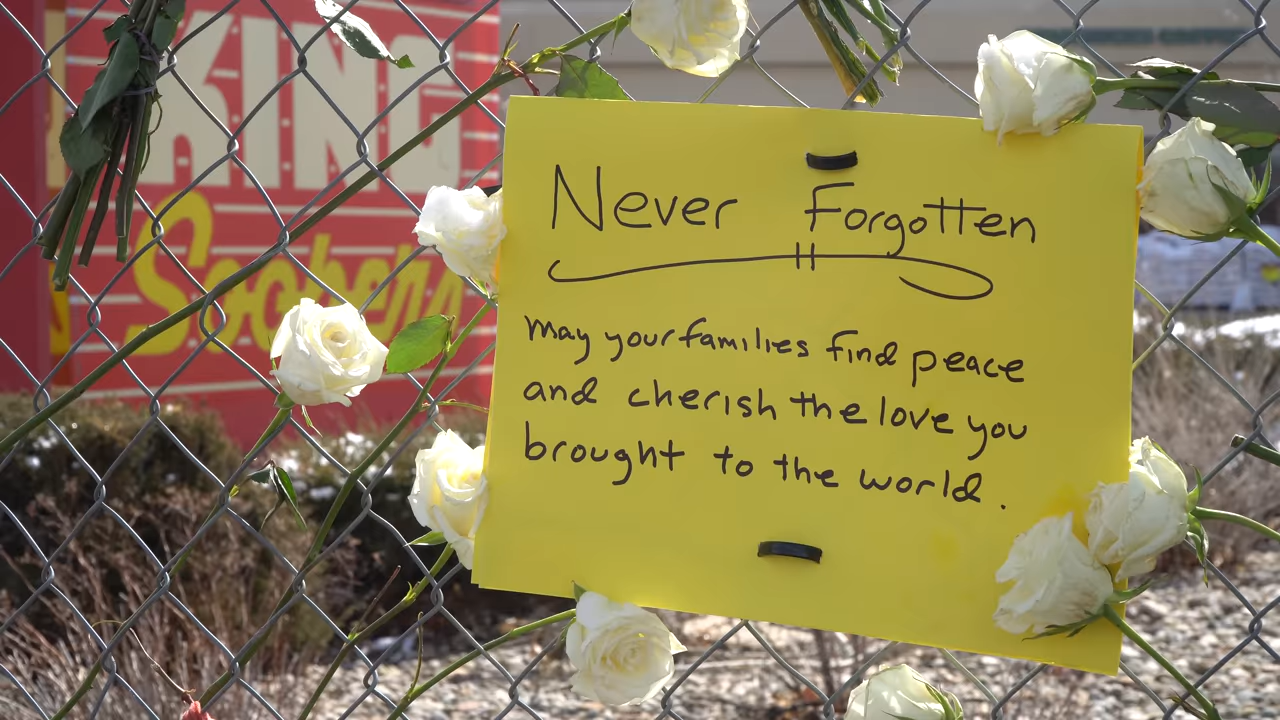 KING
Soopers
Never Forgotten
may your families find peace
and cherish the love you
brought to the world.